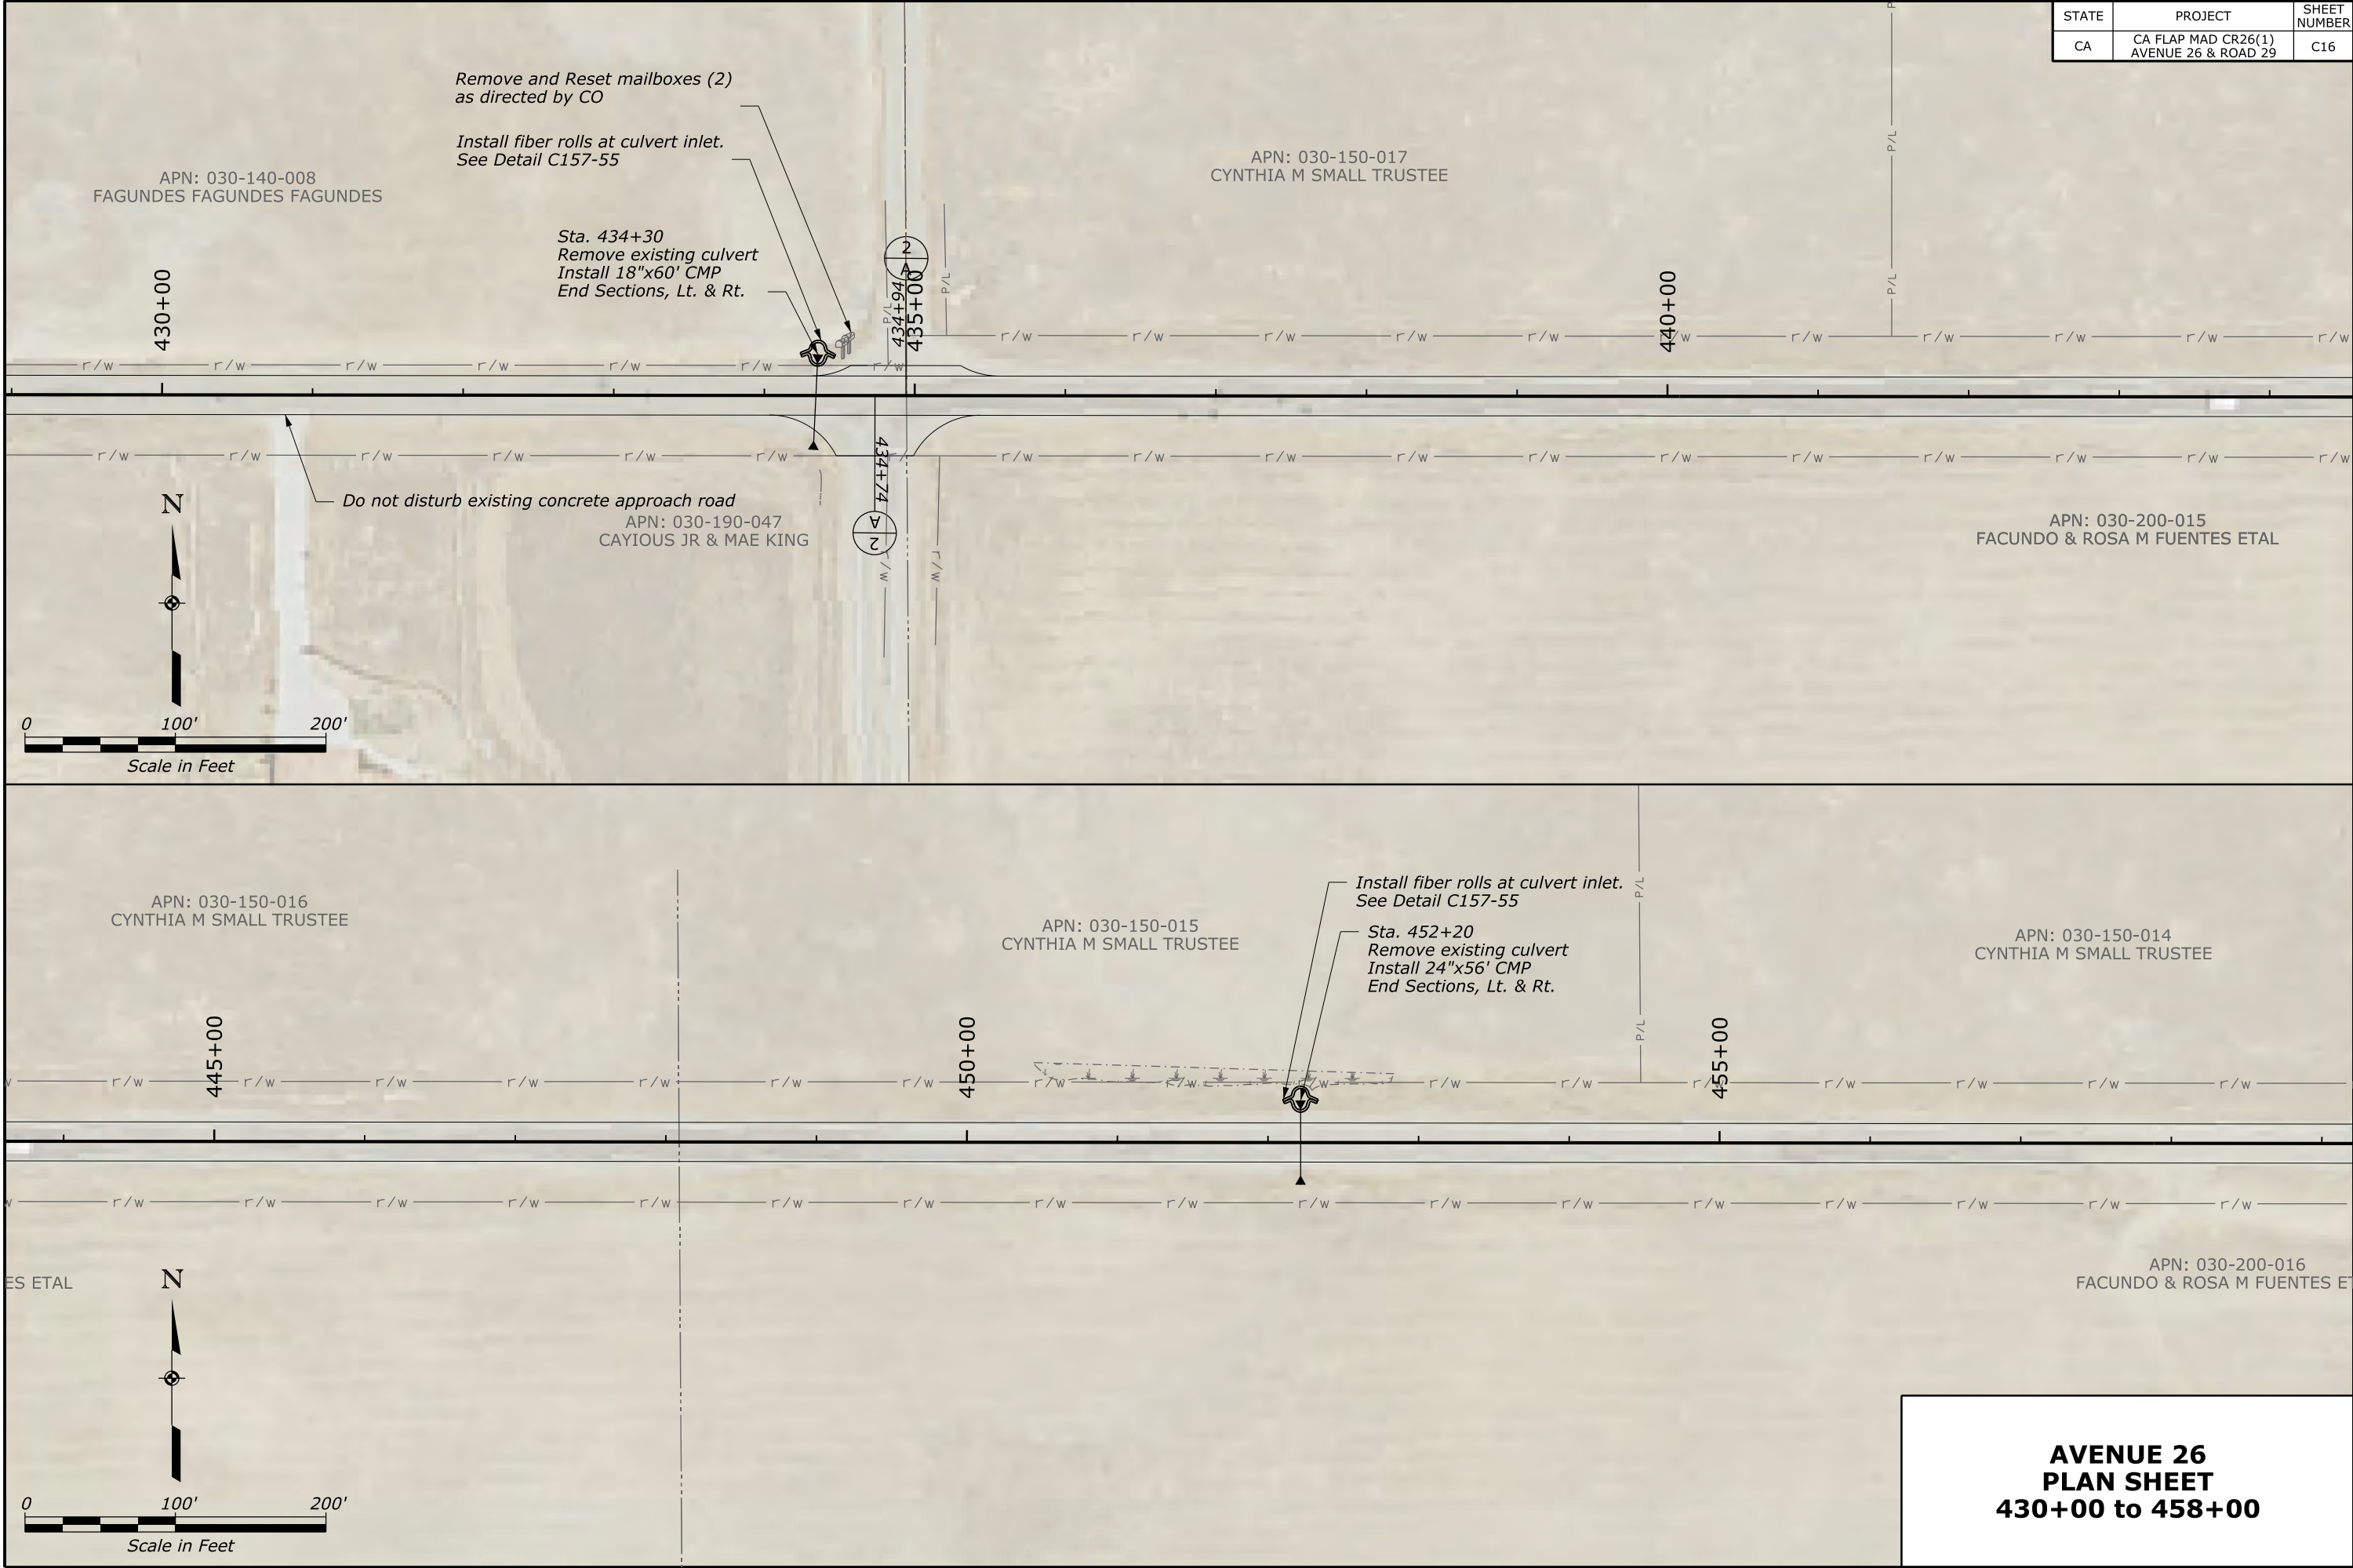 STATE
PROJECT
SHEET
NUMBER
CA
CA FLAP MAD CR26(1)
AVENUE 26 & ROAD 29
C16
Remove and Reset mailboxes (2)
as directed by CO
Install fiber rolls at culvert inlet.
See Detail C157-55
APN: 030-140-008
FAGUNDES FAGUNDES FAGUNDES
APN: 030-150-017
CYNTHIA M SMALL TRUSTEE
Sta. 434+30
Remove existing culvert
Install 18"x60' CMP
End Sections, Lt. & Rt.
2
A
P/L
P/L
P/L
P/L
430+00
434+94
435+00
440+00
r/w r/w r/w r/w r/w r/w r/w r/w r/w r/w r/w
r/w r/w r/w r/w r/w r/w r/w
r/w r/w r/w r/w r/w r/w r/w r/w r/w r/w r/w r/w r/w r/w r/w r/w r/w
434+74
A
2
r/w
r/w
Do not disturb existing concrete approach road
APN: 030-190-047
CAYIOUS JR & MAE KING
APN: 030-200-015
FACUNDO & ROSA M FUENTES ETAL
N
0 100' 200'
Scale in Feet
Install fiber rolls at culvert inlet.
See Detail C157-55
P/L
APN: 030-150-016
CYNTHIA M SMALL TRUSTEE
APN: 030-150-015
CYNTHIA M SMALL TRUSTEE
Sta. 452+20
Remove existing culvert
Install 24"x56' CMP
End Sections, Lt. & Rt.
APN: 030-150-014
CYNTHIA M SMALL TRUSTEE
P/L
445+00
450+00
455+00
r/w r/w r/w r/w r/w r/w r/w r/w r/w r/w r/w r/w r/w r/w r/w r/w
r/w r/w r/w r/w r/w r/w r/w r/w r/w r/w r/w r/w r/w r/w r/w r/w r/w
ES ETAL
APN: 030-200-016
FACUNDO & ROSA M FUENTES ET
N
0 100' 200'
Scale in Feet
AVENUE 26
PLAN SHEET
430+00 to 458+00